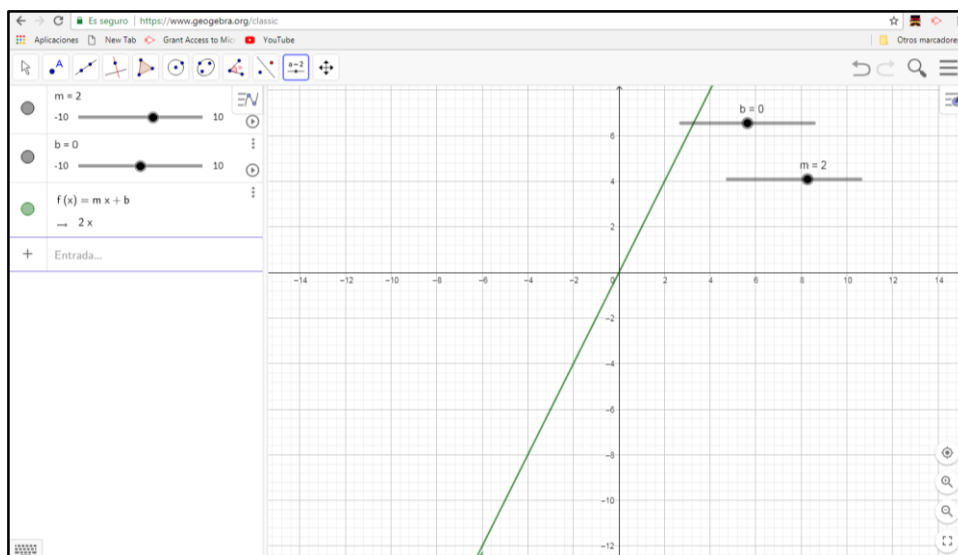 Es seguro | https://www.geogebra.org/classic
Aplicaciones New Tab Grant Access to Mic YouTube Otros marcadores
A a=2
m = 2
-10 10
b = 0
-10 10
f (x) = m x + b
→ 2 x
+ Entrada...
b = 0
m = 2
6
4
2
-14 -12 -10 -8 -6 -4 -2 0 2 4 6 8 10 12 14
-2
-4
-6
-8
-10
-12